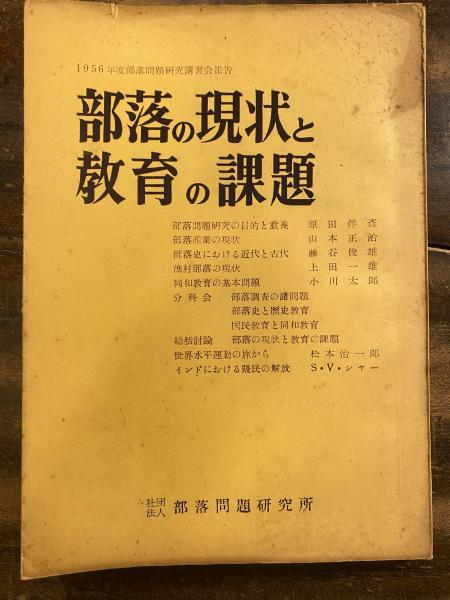 1956年度部落問題研究講習会報告
部落の現状と
教育の課題
部落問題研究の目的と意義 原田伴彦
部落産業の現状 山本正治
部落史における近代と古代 藤谷俊雄
漁村部落の現状 上田一雄
同和教育の基本問題 小川太郎
分科会 部落調査の諸問題
部落史と歴史教育
国民教育と同和教育
総括討論 部落の現状と教育の課題
世界水平運動の旅から 松本治一郎
インドにおける賤民の解放 S・V・シャー
社団法人 部落問題研究所